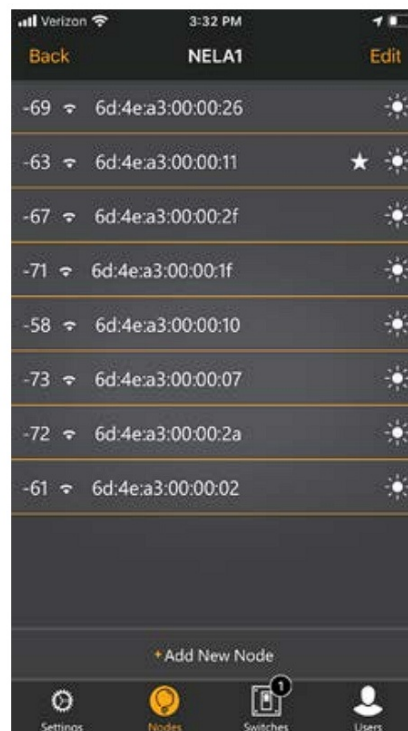 Verizon 3:32 PM
Back NELA1 Edit
-69 6d:4e:a3:00:00:26
-63 6d:4e:a3:00:00:11
-67 6d:4e:a3:00:00:2f
-71 6d:4e:a3:00:00:1f
-58 6d:4e:a3:00:00:10
-73 6d:4e:a3:00:00:07
-72 6d:4e:a3:00:00:2a
-61 6d:4e:a3:00:00:02
+Add New Node
1
Settings Nodes Switches Users